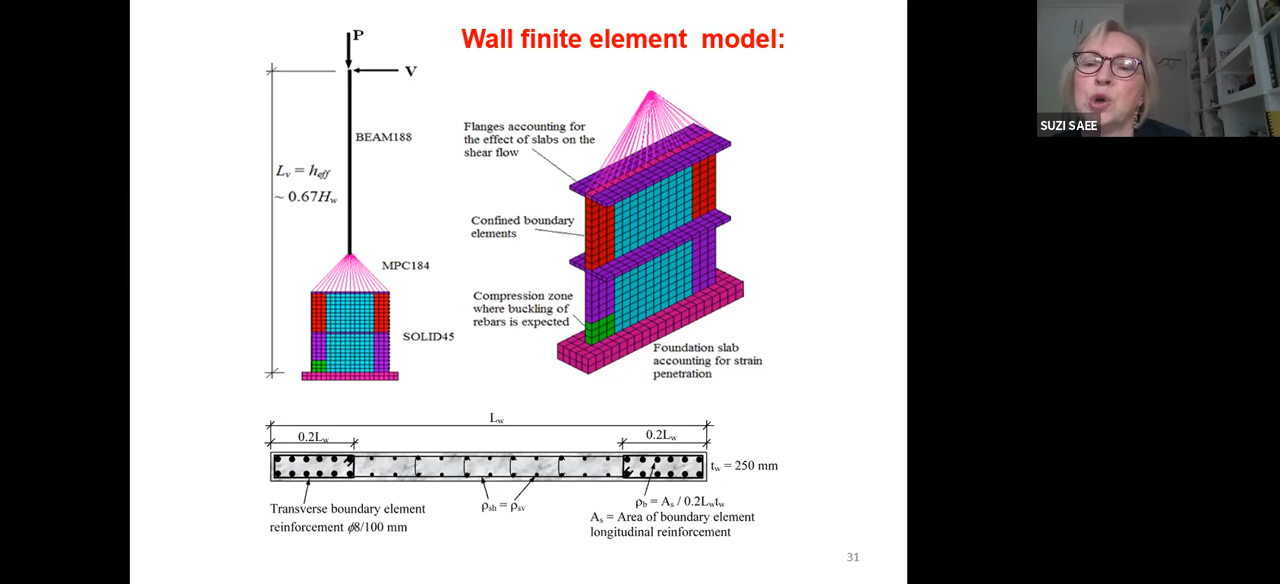 Wall finite element model:
P
V
BEAM188
Lᵥ = h_eff
~ 0.67H_w
MPC184
SOLID45
Flanges accounting for
the effect of slabs on the
shear flow
Confined boundary
elements
Compression zone
where buckling of
rebars is expected
Foundation slab
accounting for strain
penetration
L_w
0.2L_w
0.2L_w
t_w = 250 mm
Transverse boundary element
reinforcement ϕ8/100 mm
ρ_sh = ρ_sv
ρ_b = A_s / 0.2L_wt_w
A_s = Area of boundary element
longitudinal reinforcement
31
SUZI SAEE